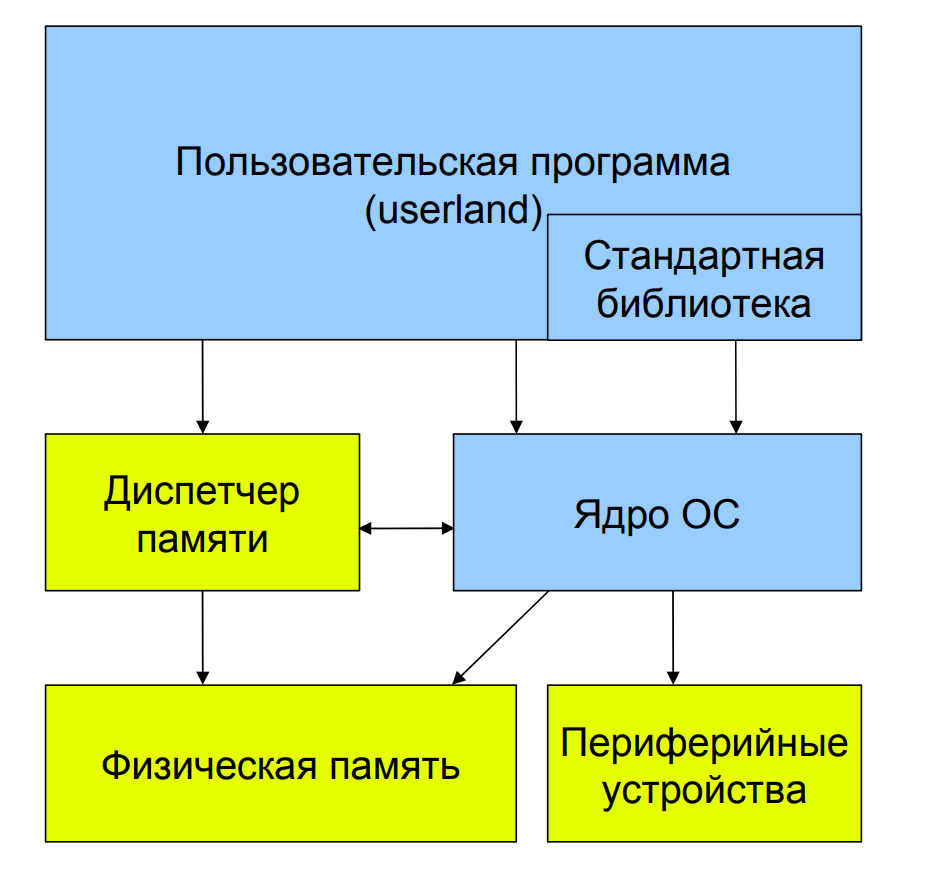 Пользовательская программа
(userland)
Стандартная
библиотека
Диспетчер
памяти
Ядро ОС
Физическая память
Периферийные
устройства